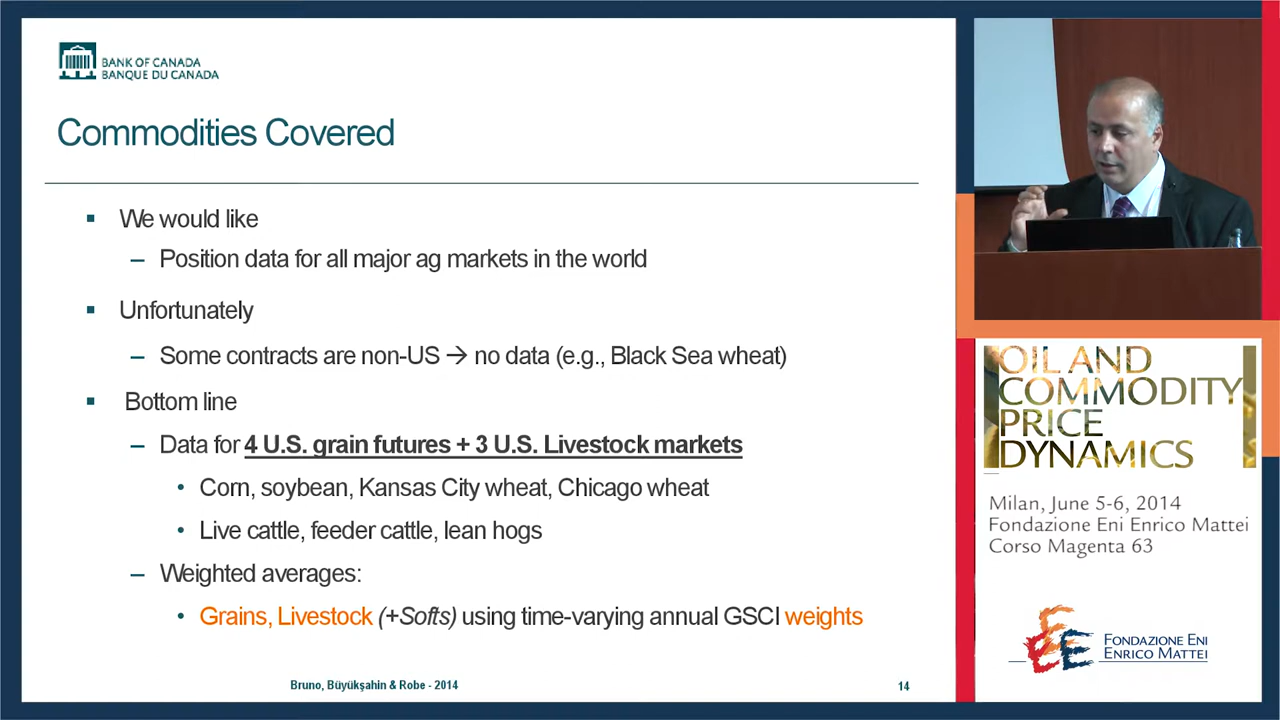 BANK OF CANADA
BANQUE DU CANADA
Commodities Covered
▪ We would like
– Position data for all major ag markets in the world
▪ Unfortunately
– Some contracts are non-US → no data (e.g., Black Sea wheat)
▪ Bottom line
– Data for 4 U.S. grain futures + 3 U.S. Livestock markets
• Corn, soybean, Kansas City wheat, Chicago wheat
• Live cattle, feeder cattle, lean hogs
– Weighted averages:
• Grains, Livestock (+Softs) using time-varying annual GSCI weights
Bruno, Büyükşahin & Robe - 2014
14
OIL AND
COMMODITY
PRICE
DYNAMICS
Milan, June 5-6, 2014
Fondazione Eni Enrico Mattei
Corso Magenta 63
FONDAZIONE ENI
ENRICO MATTEI